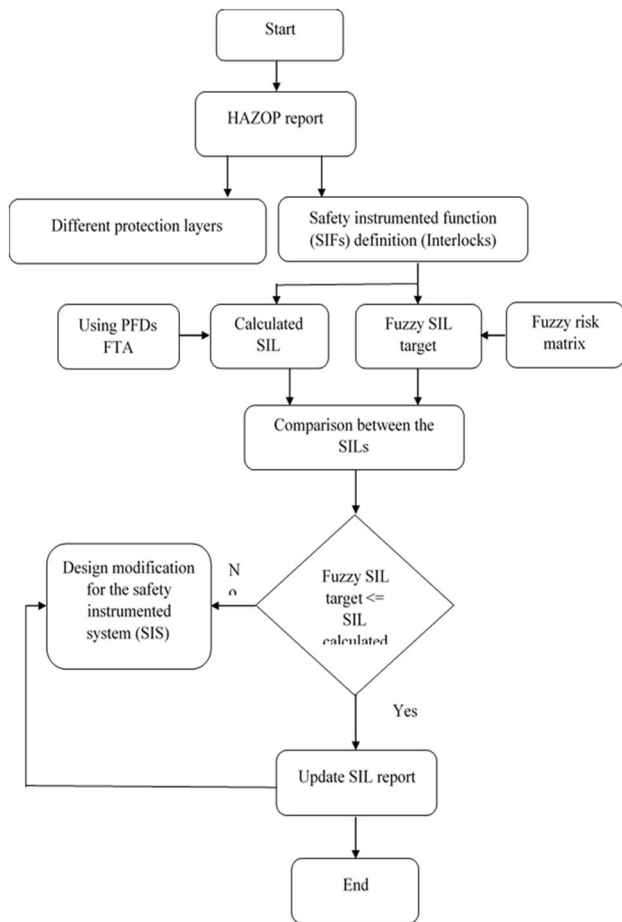 Start
HAZOP report
Different protection layers
Safety instrumented function
(SIFs) definition (Interlocks)
Using PFDs
FTA
Calculated
SIL
Fuzzy SIL
target
Fuzzy risk
matrix
Comparison between the
SILs
Design modification
for the safety
instrumented
system (SIS)
N
o
Fuzzy SIL
target <=
SIL
calculated
Yes
Update SIL report
End